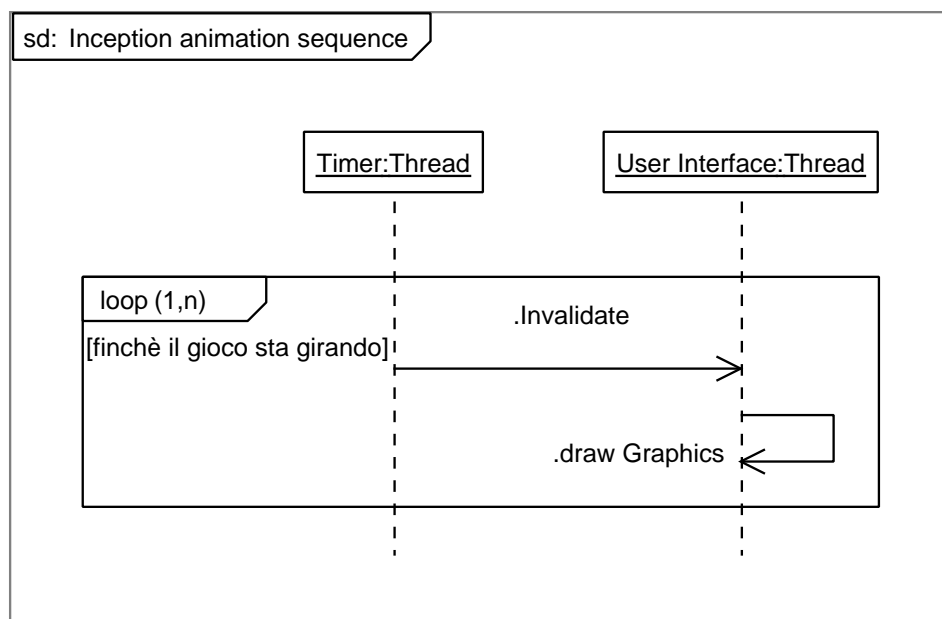 sd: Inception animation sequence
Timer:Thread
User Interface:Thread
loop (1,n)
.Invalidate
[finchè il gioco sta girando]
.draw Graphics